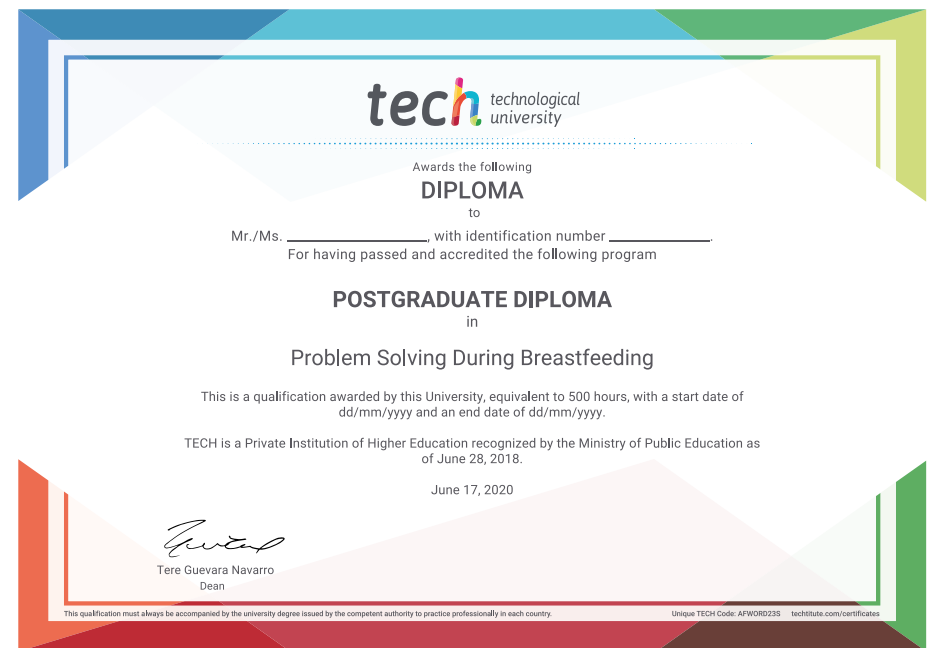 tech technological
university
Awards the following
DIPLOMA
to
Mr./Ms. ____________, with identification number ____________.
For having passed and accredited the following program
POSTGRADUATE DIPLOMA
in
Problem Solving During Breastfeeding
This is a qualification awarded by this University, equivalent to 500 hours, with a start date of
dd/mm/yyyy and an end date of dd/mm/yyyy.
TECH is a Private Institution of Higher Education recognized by the Ministry of Public Education as
of June 28, 2018.
June 17, 2020
Tere Guevara Navarro
Dean
This qualification must always be accompanied by the university degree issued by the competent authority to practice professionally in each country. Unique TECH Code: AFWORD23S techtitute.com/certificates